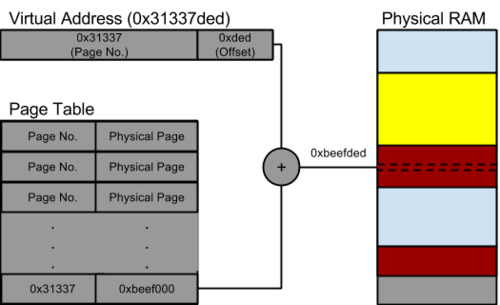 Virtual Address (0x31337ded)
0x31337
(Page No.)
0xded
(Offset)
Physical RAM
Page Table
Page No.
Physical Page
Page No.
Physical Page
Page No.
Physical Page
.
.
.
.
.
.
0x31337
0xbeef000
+
0xbeefded